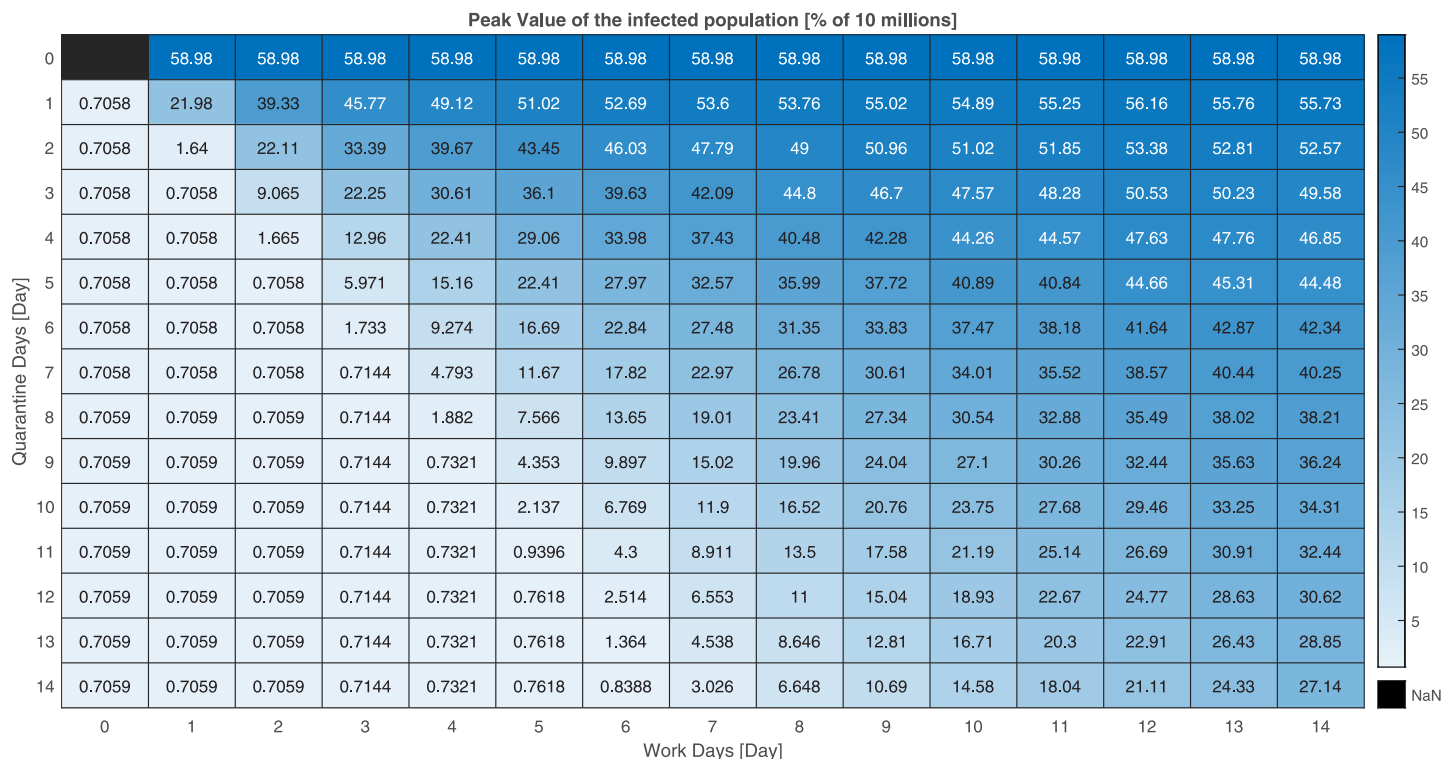 Peak Value of the infected population [% of 10 millions]
0 58.98 58.98 58.98 58.98 58.98 58.98 58.98 58.98 58.98 58.98 58.98 58.98 58.98 58.98
1 0.7058 21.98 39.33 45.77 49.12 51.02 52.69 53.6 53.76 55.02 54.89 55.25 56.16 55.76 55.73
2 0.7058 1.64 22.11 33.39 39.67 43.45 46.03 47.79 49 50.96 51.02 51.85 53.38 52.81 52.57
3 0.7058 0.7058 9.065 22.25 30.61 36.1 39.63 42.09 44.8 46.7 47.57 48.28 50.53 50.23 49.58
4 0.7058 0.7058 1.665 12.96 22.41 29.06 33.98 37.43 40.48 42.28 44.26 44.57 47.63 47.76 46.85
5 0.7058 0.7058 0.7058 5.971 15.16 22.41 27.97 32.57 35.99 37.72 40.89 40.84 44.66 45.31 44.48
6 0.7058 0.7058 0.7058 1.733 9.274 16.69 22.84 27.48 31.35 33.83 37.47 38.18 41.64 42.87 42.34
7 0.7058 0.7058 0.7058 0.7144 4.793 11.67 17.82 22.97 26.78 30.61 34.01 35.52 38.57 40.44 40.25
8 0.7059 0.7059 0.7059 0.7144 1.882 7.566 13.65 19.01 23.41 27.34 30.54 32.88 35.49 38.02 38.21
9 0.7059 0.7059 0.7059 0.7144 0.7321 4.353 9.897 15.02 19.96 24.04 27.1 30.26 32.44 35.63 36.24
10 0.7059 0.7059 0.7059 0.7144 0.7321 2.137 6.769 11.9 16.52 20.76 23.75 27.68 29.46 33.25 34.31
11 0.7059 0.7059 0.7059 0.7144 0.7321 0.9396 4.3 8.911 13.5 17.58 21.19 25.14 26.69 30.91 32.44
12 0.7059 0.7059 0.7059 0.7144 0.7321 0.7618 2.514 6.553 11 15.04 18.93 22.67 24.77 28.63 30.62
13 0.7059 0.7059 0.7059 0.7144 0.7321 0.7618 1.364 4.538 8.646 12.81 16.71 20.3 22.91 26.43 28.85
14 0.7059 0.7059 0.7059 0.7144 0.7321 0.7618 0.8388 3.026 6.648 10.69 14.58 18.04 21.11 24.33 27.14
0 1 2 3 4 5 6 7 8 9 10 11 12 13 14
Work Days [Day]
Quarantine Days [Day]
55
50
45
40
35
30
25
20
15
10
5
NaN